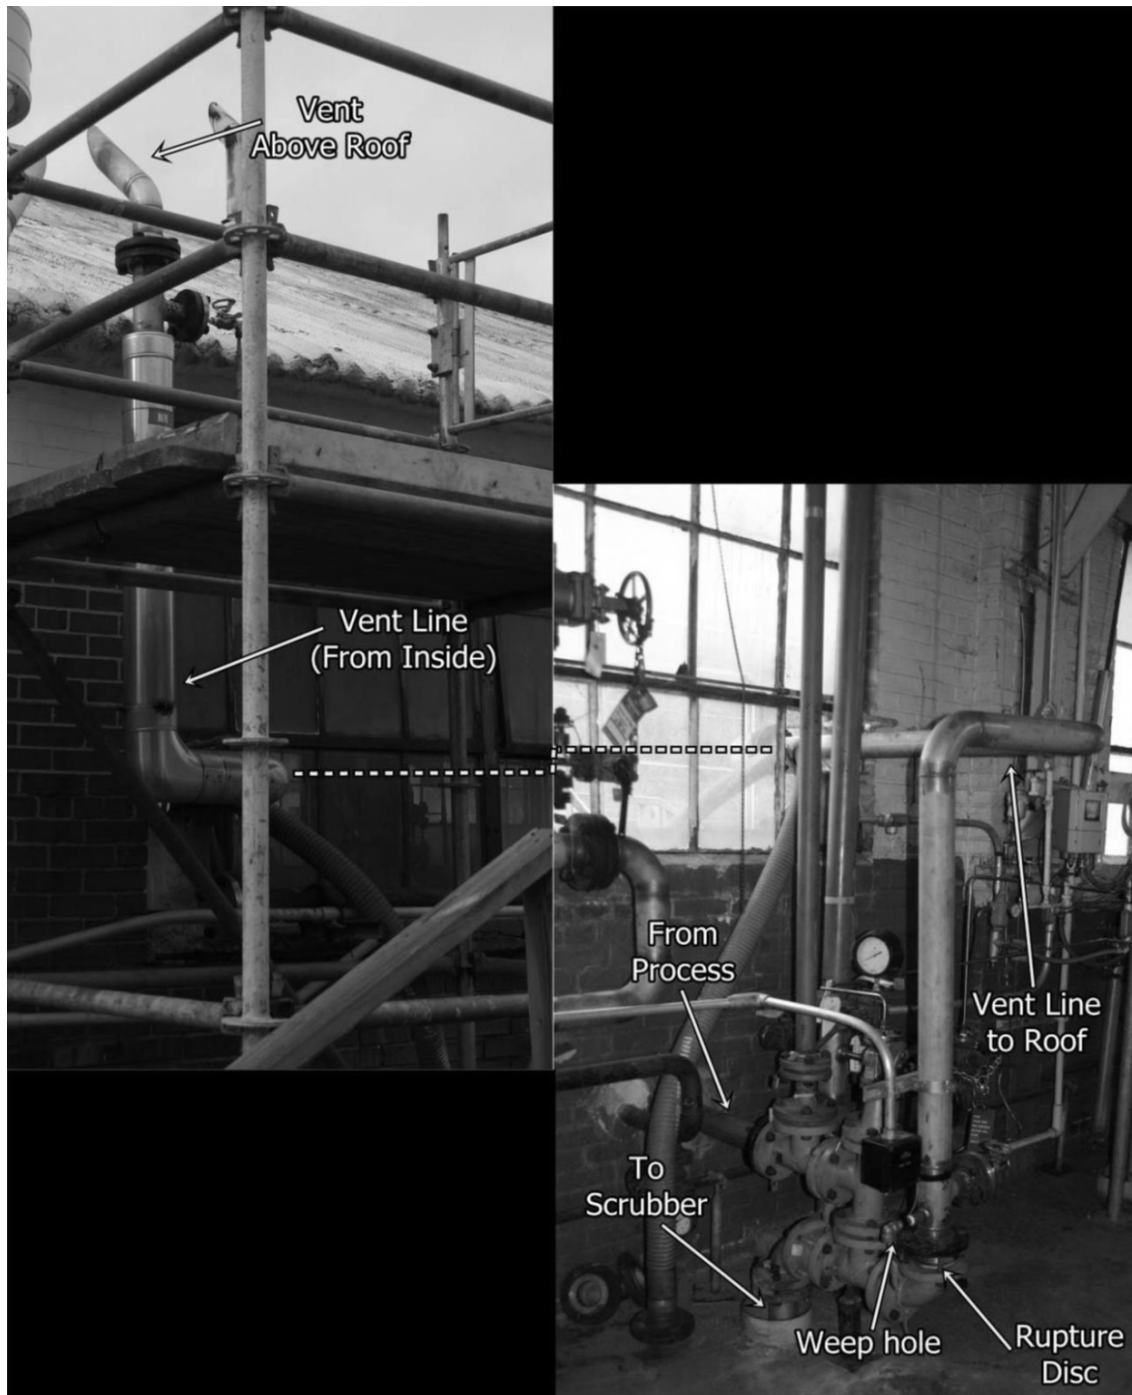 Vent
Above Roof
Vent Line
(From Inside)
From
Process
Vent Line
to Roof
To
Scrubber
Weep hole
Rupture
Disc